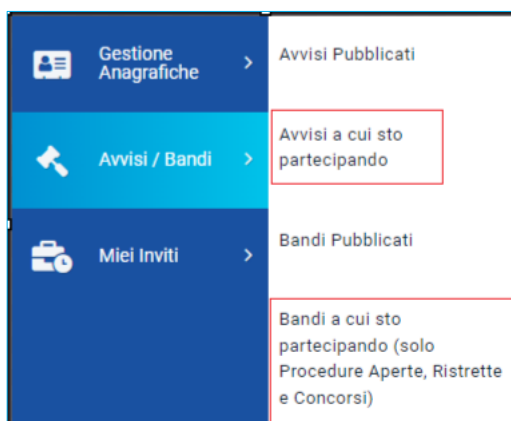 Gestione
Anagrafiche
Avvisi / Bandi
Miei Inviti
Avvisi Pubblicati
Avvisi a cui sto
partecipando
Bandi Pubblicati
Bandi a cui sto
partecipando (solo
Procedure Aperte, Ristrette
e Concorsi)